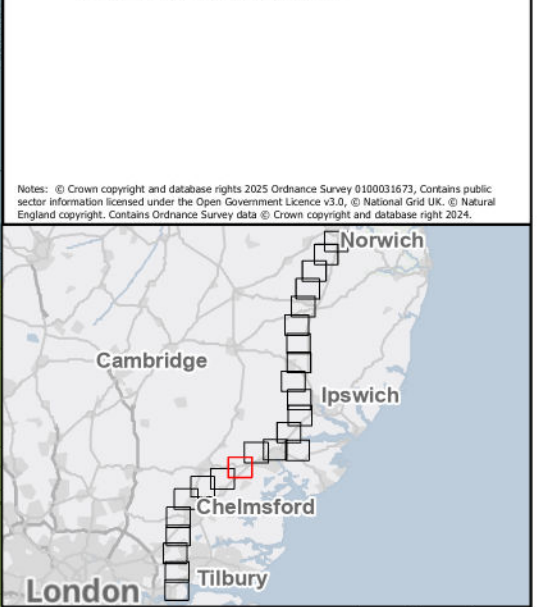 Notes:  © Crown copyright and database rights 2025 Ordnance Survey 0100031673, Contains public
sector information licensed under the Open Government Licence v3.0, © National Grid UK. © Natural
England copyright. Contains Ordnance Survey data © Crown copyright and database right 2024.
Norwich
Cambridge
Ipswich
Chelmsford
Tilbury
London